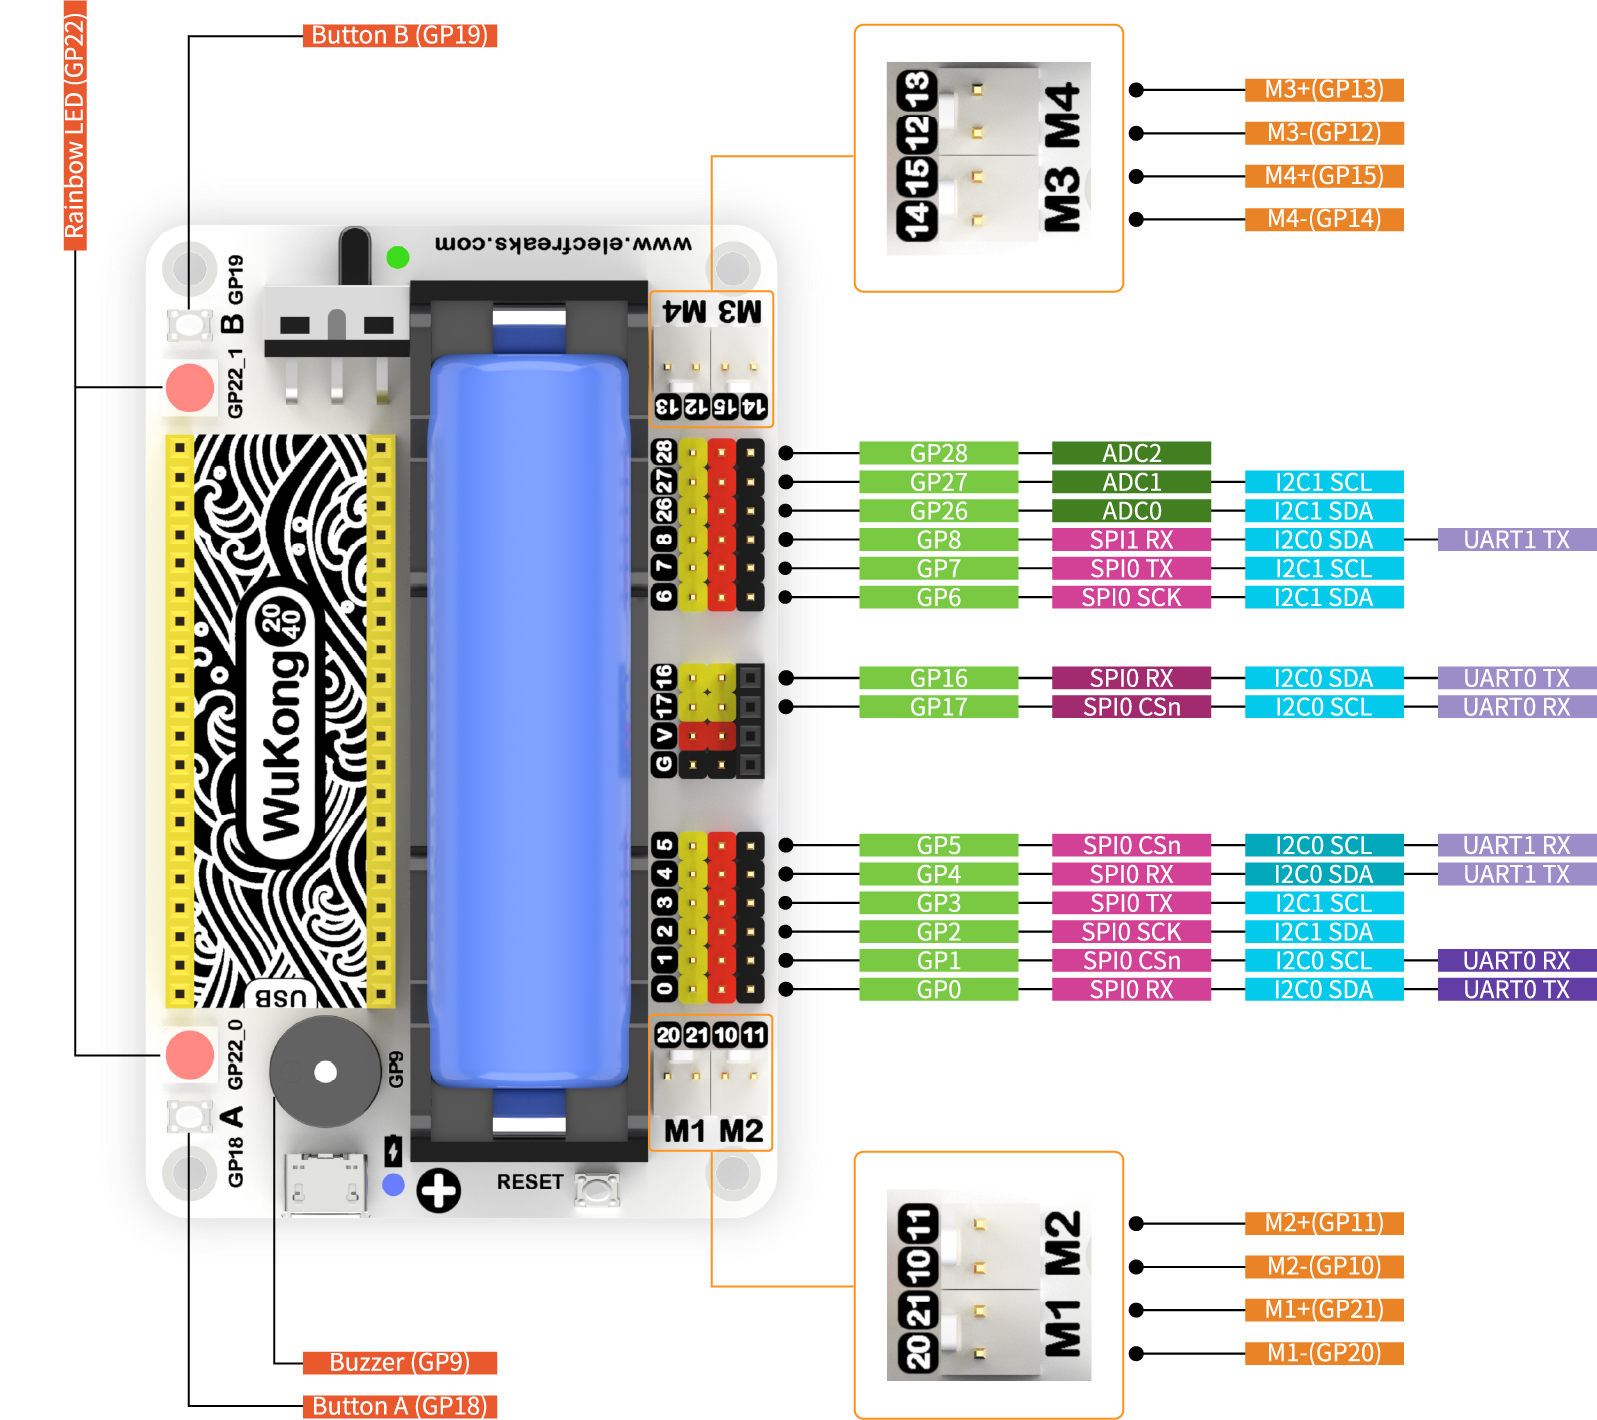 Rainbow LED (GP22)
Button B (GP19)
13
12
15
14
M4
M3
M3+(GP13)
M3-(GP12)
M4+(GP15)
M4-(GP14)
www.elecfreaks.com
GP19
B
GP22_1
M4 M3
13 12 15 14
28 GP28 ADC2
27 GP27 ADC1 I2C1 SCL
26 GP26 ADC0 I2C1 SDA
8 GP8 SPI1 RX I2C0 SDA UART1 TX
7 GP7 SPI0 TX I2C1 SCL
6 GP6 SPI0 SCK I2C1 SDA
WuKong
2040
16 GP16 SPI0 RX I2C0 SDA UART0 TX
17 GP17 SPI0 CSn I2C0 SCL UART0 RX
V
G
5 GP5 SPI0 CSn I2C0 SCL UART1 RX
4 GP4 SPI0 RX I2C0 SDA UART1 TX
3 GP3 SPI0 TX I2C1 SCL
2 GP2 SPI0 SCK I2C1 SDA
1 GP1 SPI0 CSn I2C0 SCL UART0 RX
0 GP0 SPI0 RX I2C0 SDA UART0 TX
USB
GP22_0
GP9
A
GP18
20 21 10 11
M1 M2
RESET
11
10
21
20
M2
M1
M2+(GP11)
M2-(GP10)
M1+(GP21)
M1-(GP20)
Buzzer (GP9)
Button A (GP18)